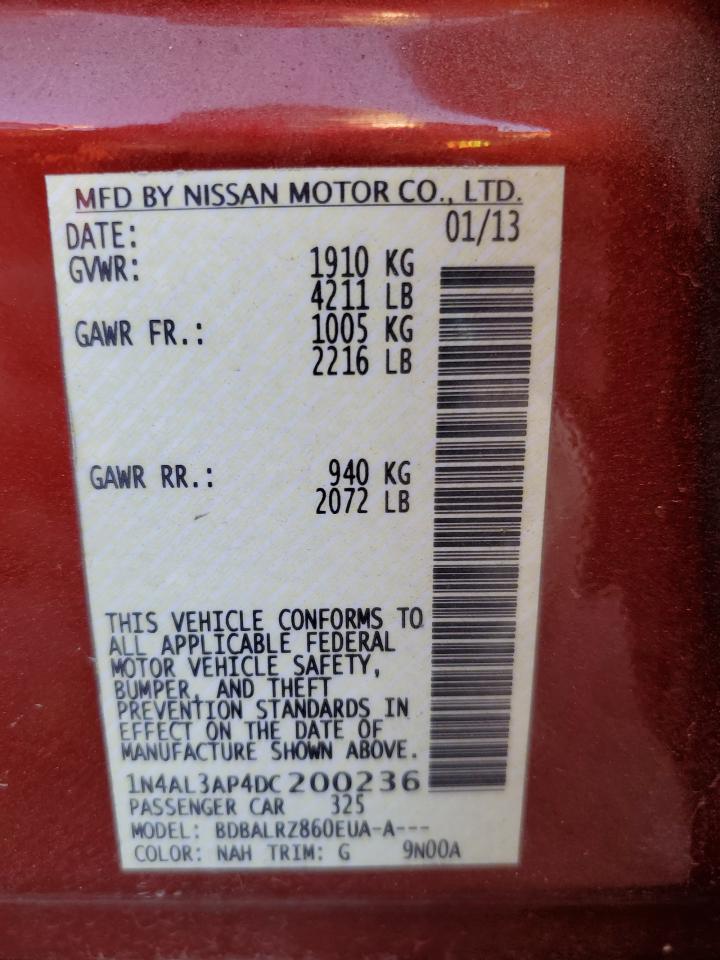 MFD BY NISSAN MOTOR CO., LTD.
DATE: 01/13
GVWR: 1910 KG
4211 LB
GAWR FR.: 1005 KG
2216 LB
GAWR RR.: 940 KG
2072 LB
THIS VEHICLE CONFORMS TO
ALL APPLICABLE FEDERAL
MOTOR VEHICLE SAFETY,
BUMPER, AND THEFT
PREVENTION STANDARDS IN
EFFECT ON THE DATE OF
MANUFACTURE SHOWN ABOVE.
1N4AL3AP4DC200236
PASSENGER CAR 325
MODEL: BDBALRZ860EUA-A---
COLOR: NAH TRIM: G 9N00A